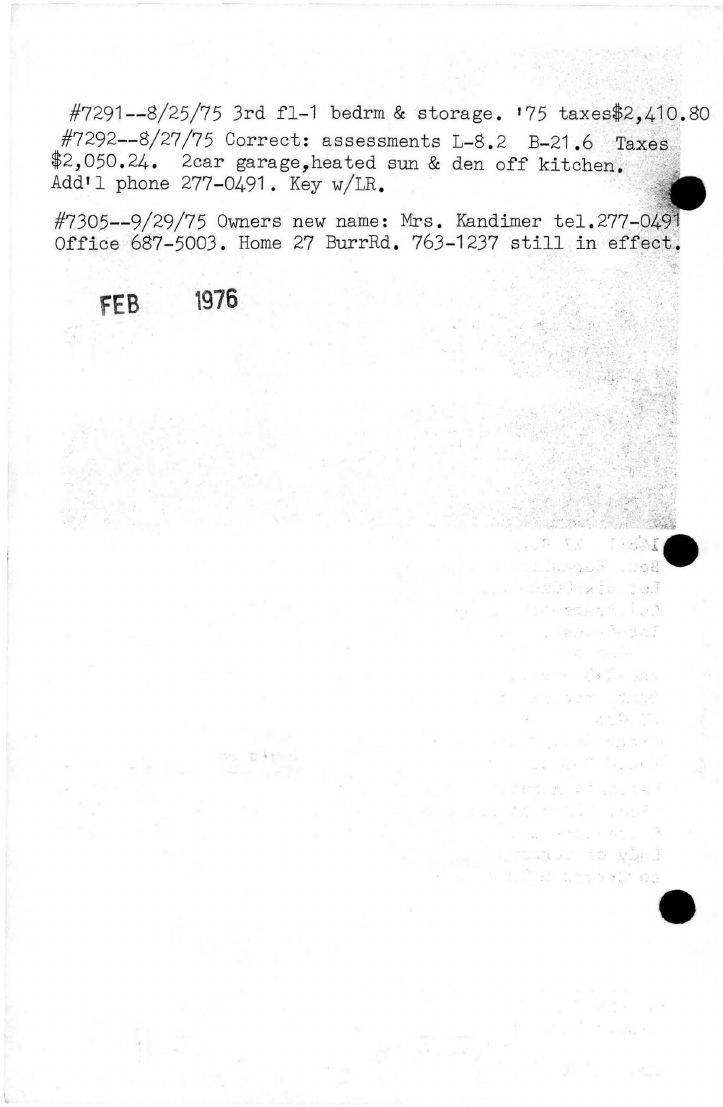 #7291--8/25/75 3rd fl-1 bedrm & storage. '75 taxes$2,410.80
#7292--8/27/75 Correct: assessments L-8.2 B-21.6 Taxes
$2,050.24. 2car garage,heated sun & den off kitchen.
Add'l phone 277-0491. Key w/LR.
#7305--9/29/75 Owners new name: Mrs. Kandimer tel.277-0491
Office 687-5003. Home 27 BurrRd. 763-1237 still in effect.
FEB 1976